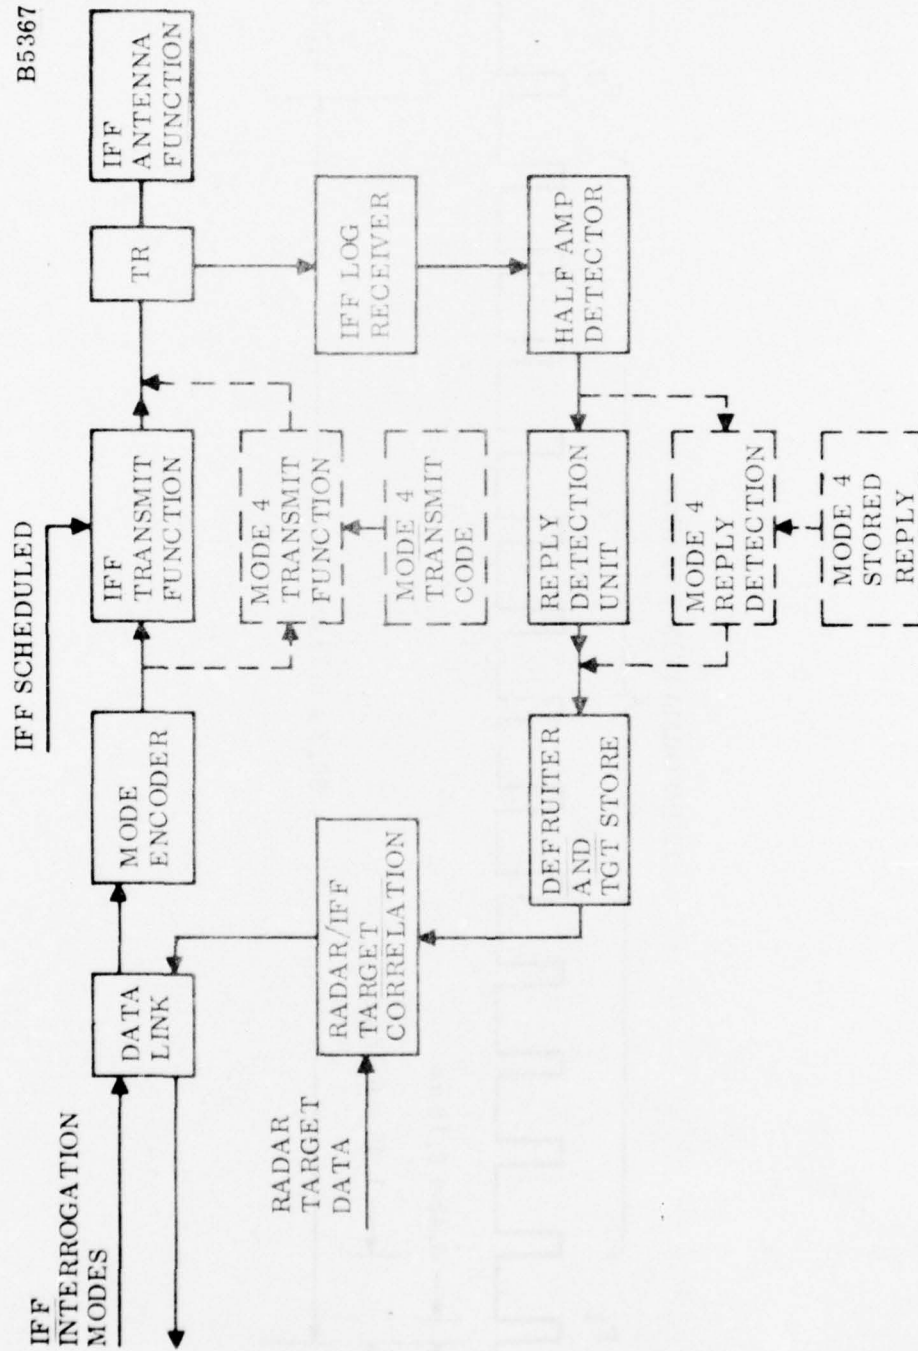 B5367
IFF SCHEDULED
IFF
INTERROGATION
MODES
DATA
LINK
MODE
ENCODER
IFF
TRANSMIT
FUNCTION
TR
IFF
ANTENNA
FUNCTION
MODE 4
TRANSMIT
FUNCTION
MODE 4
TRANSMIT
CODE
RADAR
TARGET
DATA
RADAR/IFF
TARGET
CORRELATION
IFF LOG
RECEIVER
DEFRUITER
AND
TGT STORE
REPLY
DETECTION
UNIT
HALF AMP
DETECTOR
MODE 4
REPLY
DETECTION
MODE 4
STORED
REPLY